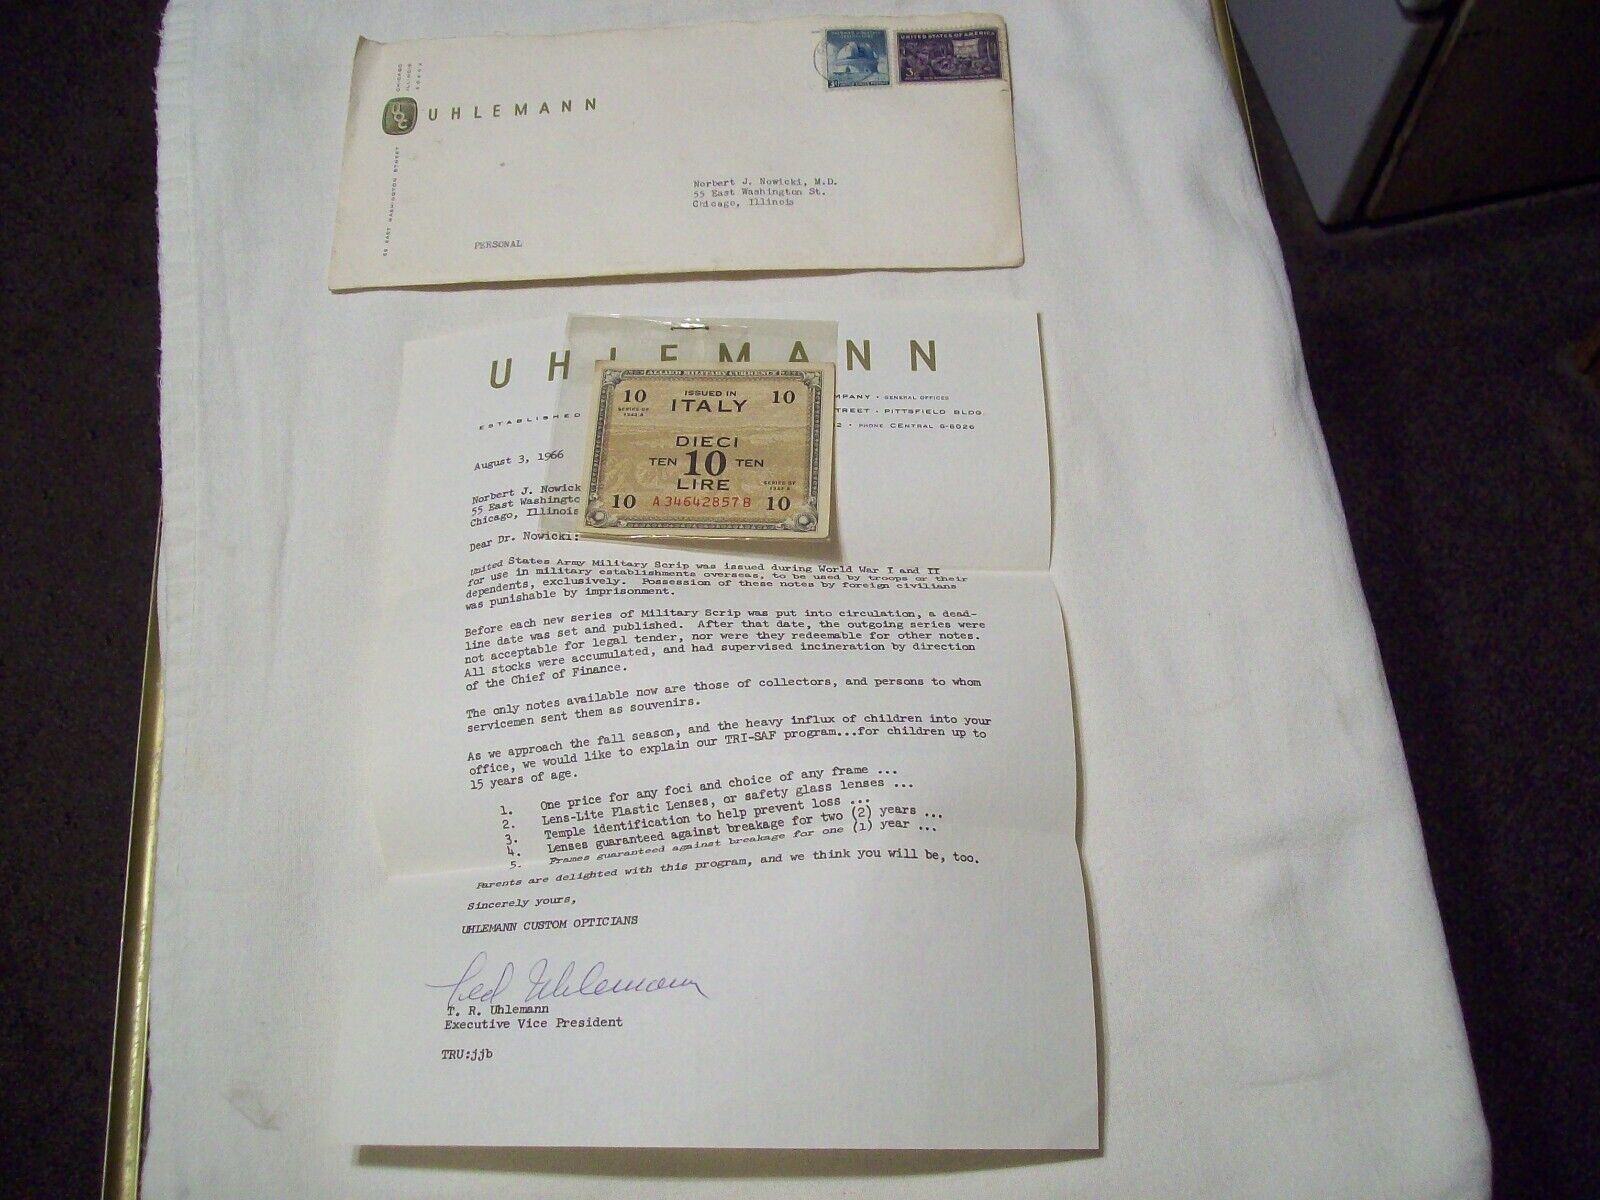 CHICAGO
ILLINOIS
UOC
UHLEMANN
55 EAST WASHINGTON STREET
UNITED STATES OF AMERICA
3¢
Norbert J. Nowicki, M.D.
55 East Washington St.
Chicago, Illinois
PERSONAL
UHLEMANN
ESTABLISHED
MPANY · GENERAL OFFICES
TREET · PITTSFIELD BLDG.
2 · PHONE CENTRAL 6-6026
ALLIED MILITARY CURRENCY
10 ISSUED IN 10
ITALY
SERIES OF
1943 A
DIECI
TEN 10 TEN
LIRE
SERIES OF
1943 A
10 A34642857B 10
August 3, 1966
Norbert J. Nowick
55 East Washingto
Chicago, Illinois
Dear Dr. Nowicki:
United States Army Military Scrip was issued during World War I and II
for use in military establishments overseas, to be used by troops or their
dependents, exclusively. Possession of these notes by foreign civilians
was punishable by imprisonment.
Before each new series of Military Scrip was put into circulation, a dead-
line date was set and published. After that date, the outgoing series were
not acceptable for legal tender, nor were they redeemable for other notes.
All stocks were accumulated, and had supervised incineration by direction
of the Chief of Finance.
The only notes available now are those of collectors, and persons to whom
servicemen sent them as souvenirs.
As we approach the fall season, and the heavy influx of children into your
office, we would like to explain our TRI-SAF program...for children up to
15 years of age.
1. One price for any foci and choice of any frame ...
2. Lens-Lite Plastic Lenses, or safety glass lenses ...
3. Temple identification to help prevent loss ...
4. Lenses guaranteed against breakage for two (2) years ...
5. Frames guaranteed against breakage for one (1) year ...
Parents are delighted with this program, and we think you will be, too.
Sincerely yours,
UHLEMANN CUSTOM OPTICIANS
Ted Uhlemann
T. R. Uhlemann
Executive Vice President
TRU:jjb